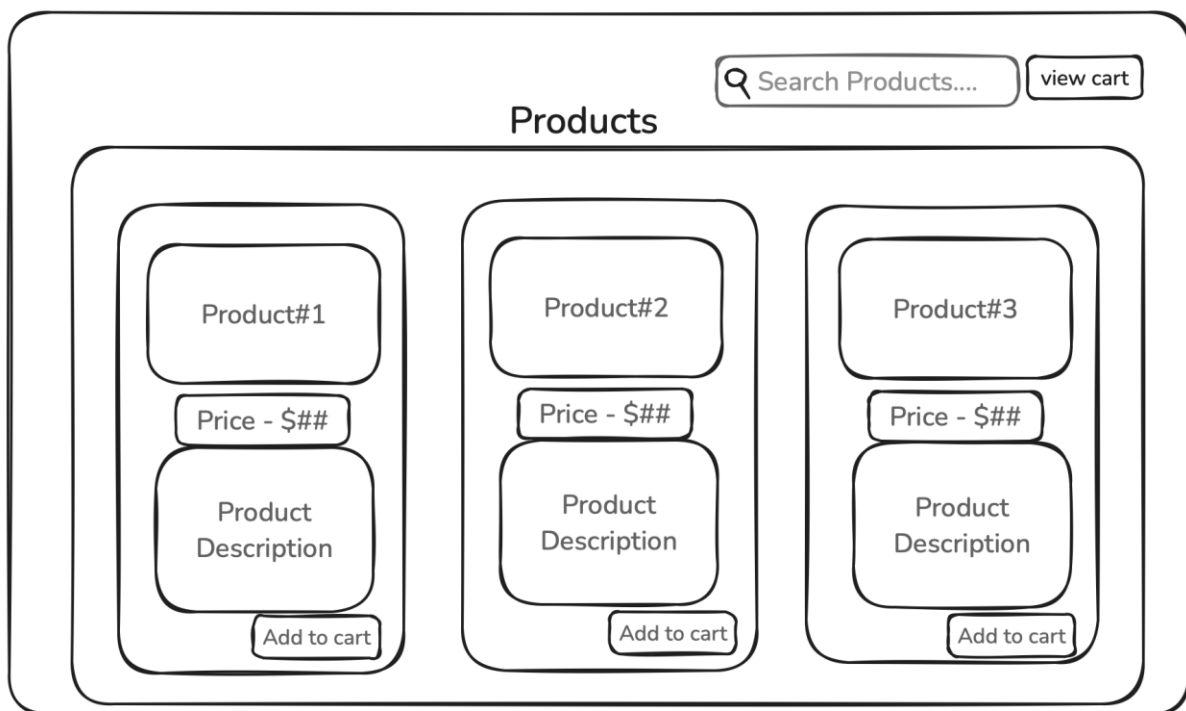 Search Products....
view cart
Products
Product#1
Product#2
Product#3
Price - $##
Price - $##
Price - $##
Product
Description
Product
Description
Product
Description
Add to cart
Add to cart
Add to cart